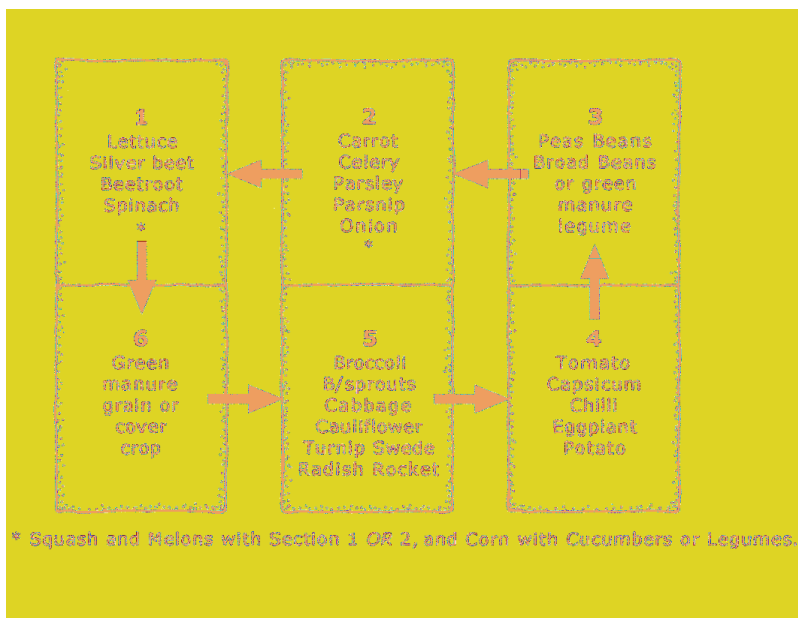 1
Lettuce
Silver beet
Beetroot
Spinach
*
2
Carrot
Celery
Parsley
Parsnip
Onion
*
3
Peas Beans
Broad Beans
or green
manure
legume
6
Green
manure
grain or
cover
crop
5
Broccoli
B/sprouts
Cabbage
Cauliflower
Turnip Swede
Radish Rocket
4
Tomato
Capsicum
Chilli
Eggplant
Potato
* Squash and Melons with Section 1 OR 2, and Corn with Cucumbers or Legumes.